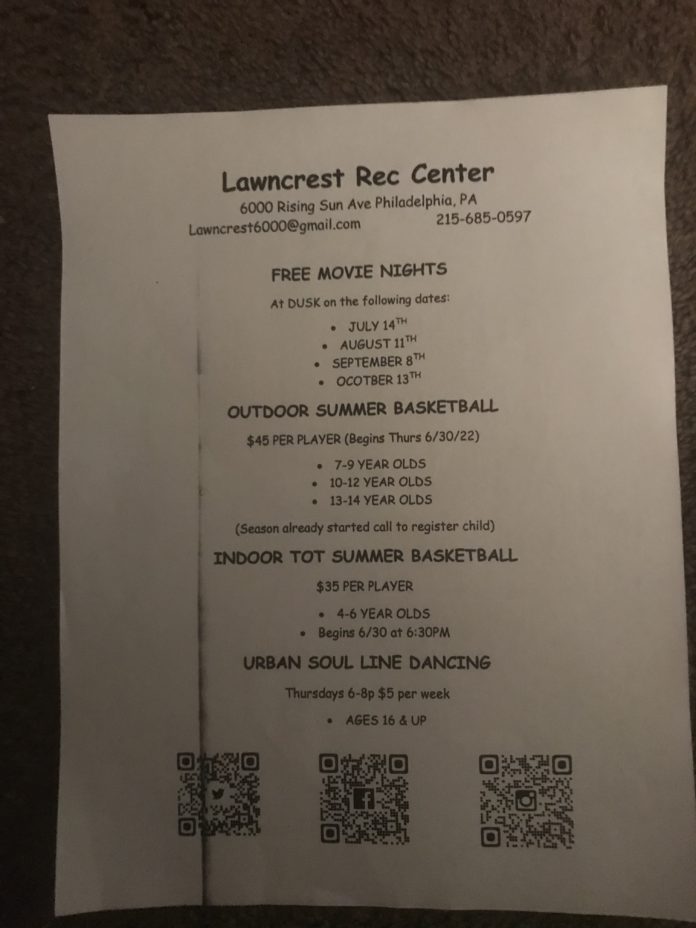 Lawncrest Rec Center
6000 Rising Sun Ave Philadelphia, PA
Lawncrest6000@gmail.com 215-685-0597
FREE MOVIE NIGHTS
At DUSK on the following dates:
• JULY 14TH
• AUGUST 11TH
• SEPTEMBER 8TH
• OCOTBER 13TH
OUTDOOR SUMMER BASKETBALL
$45 PER PLAYER (Begins Thurs 6/30/22)
• 7-9 YEAR OLDS
• 10-12 YEAR OLDS
• 13-14 YEAR OLDS
(Season already started call to register child)
INDOOR TOT SUMMER BASKETBALL
$35 PER PLAYER
• 4-6 YEAR OLDS
• Begins 6/30 at 6:30PM
URBAN SOUL LINE DANCING
Thursdays 6-8p $5 per week
• AGES 16 & UP